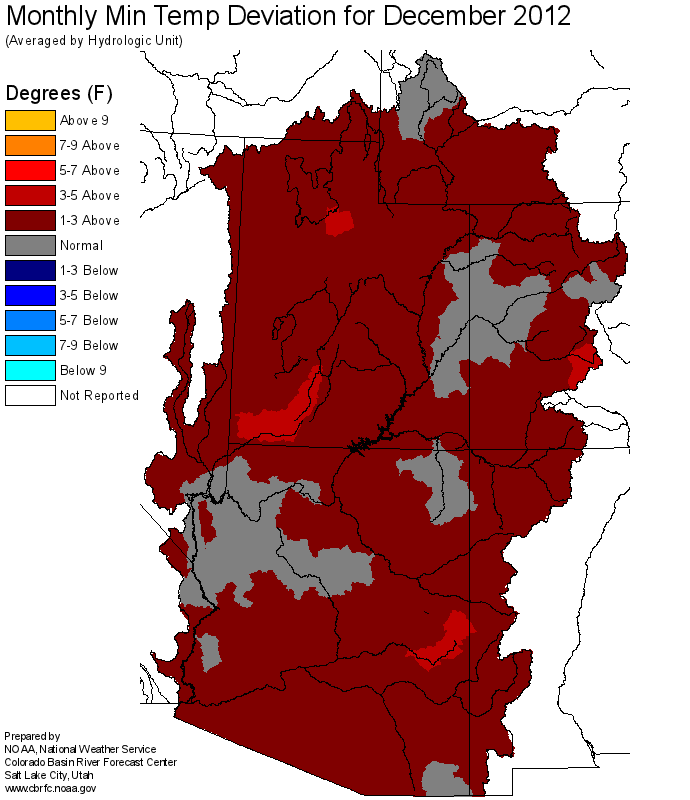 Monthly Min Temp Deviation for December 2012
(Averaged by Hydrologic Unit)
Degrees (F)
Above 9
7-9 Above
5-7 Above
3-5 Above
1-3 Above
Normal
1-3 Below
3-5 Below
5-7 Below
7-9 Below
Below 9
Not Reported
Prepared by
NOAA, National Weather Service
Colorado Basin River Forecast Center
Salt Lake City, Utah
www.cbrfc.noaa.gov